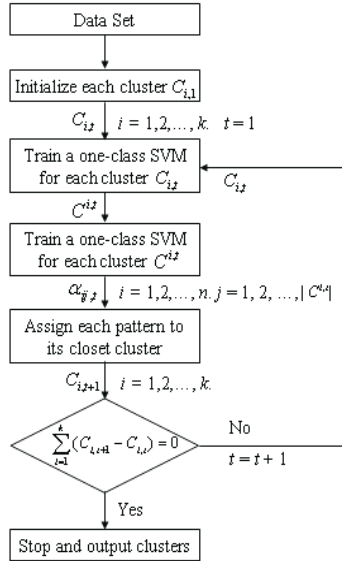 Data Set
Initialize each cluster C_{i,1}
C_{i,t} i = 1,2,..., k. t = 1
Train a one-class SVM
for each cluster C_{i,t}
C_{i,t}
C^{i,t}
Train a one-class SVM
for each cluster C^{i,t}
α_{ij,t} i = 1,2,..., n. j = 1, 2, ...,| C^{i,t}|
Assign each pattern to
its closet cluster
C_{i,t+1} i = 1,2,..., k.
\sum_{i=1}^{k}(C_{i,t+1} − C_{i,t}) = 0
No
t = t + 1
Yes
Stop and output clusters